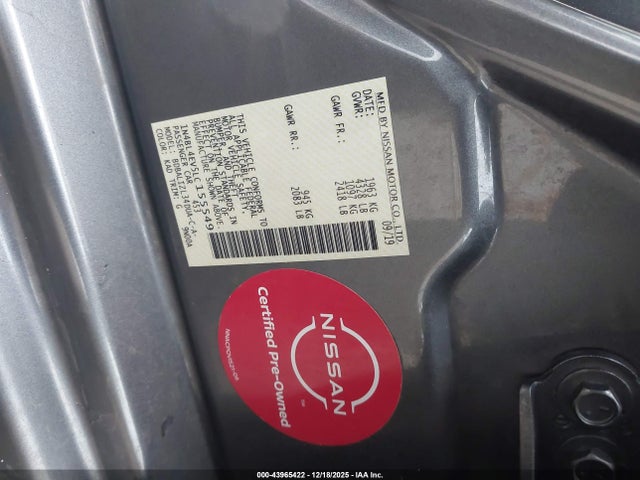 MFD BY NISSAN MOTOR CO., LTD.
DATE: 09/19
GVWR: 1963 KG
4328 LB
GAWR FR.: 1097 KG
2418 LB
GAWR RR.: 945 KG
2083 LB
THIS VEHICLE CONFORMS TO
ALL APPLICABLE FEDERAL
MOTOR VEHICLE SAFETY,
BUMPER, AND THEFT
PREVENTION STANDARDS IN
EFFECT ON THE DATE OF
MANUFACTURE SHOWN ABOVE.
1N4BL4EV5LC155549
PASSENGER CAR
COLOR: KAD TRIM: G
NISSAN
Certified Pre-Owned
000-43965422 - 12/18/2025 - IAA Inc.